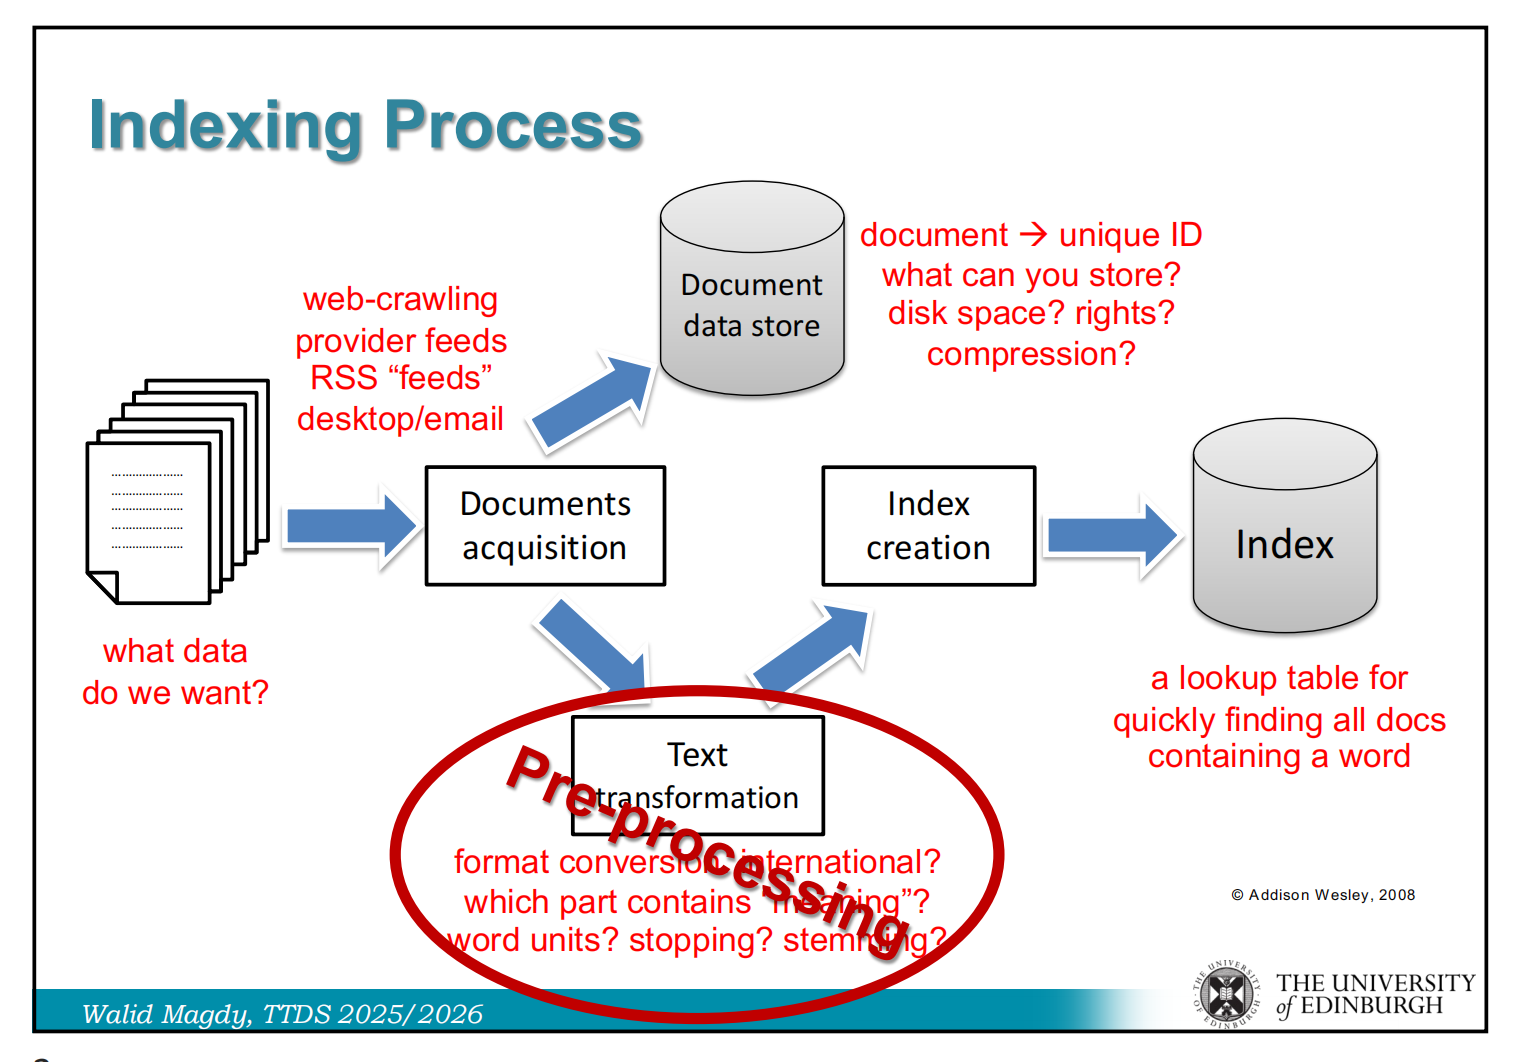 Indexing Process
Document
data store
document → unique ID
what can you store?
disk space? rights?
compression?
web-crawling
provider feeds
RSS “feeds”
desktop/email
Documents
acquisition
Index
creation
Index
what data
do we want?
a lookup table for
quickly finding all docs
containing a word
Text
transformation
Pre-processing
format conversion international?
which part contains “meaning”?
word units? stopping? stemming?
© Addison Wesley, 2008
Walid Magdy, TTDS 2025/2026
THE UNIVERSITY
of EDINBURGH